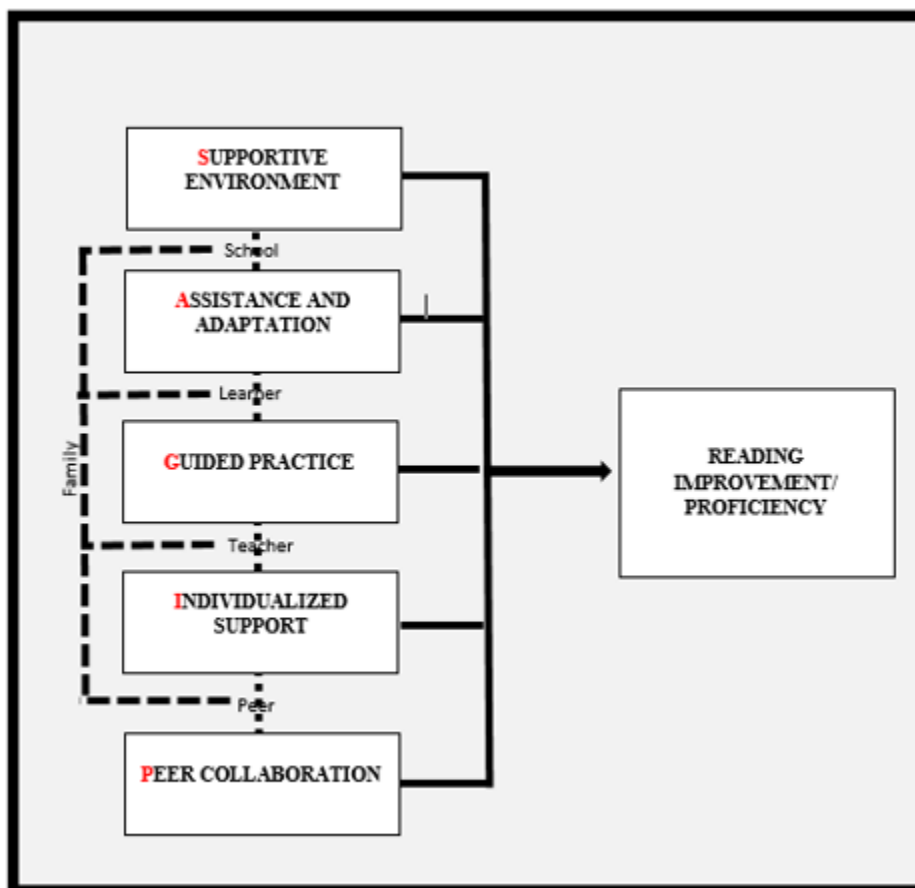 SUPPORTIVE
ENVIRONMENT
School
ASSISTANCE AND
ADAPTATION
Learner
GUIDED PRACTICE
Family
Teacher
INDIVIDUALIZED
SUPPORT
Peer
PEER COLLABORATION
READING
IMPROVEMENT/
PROFICIENCY